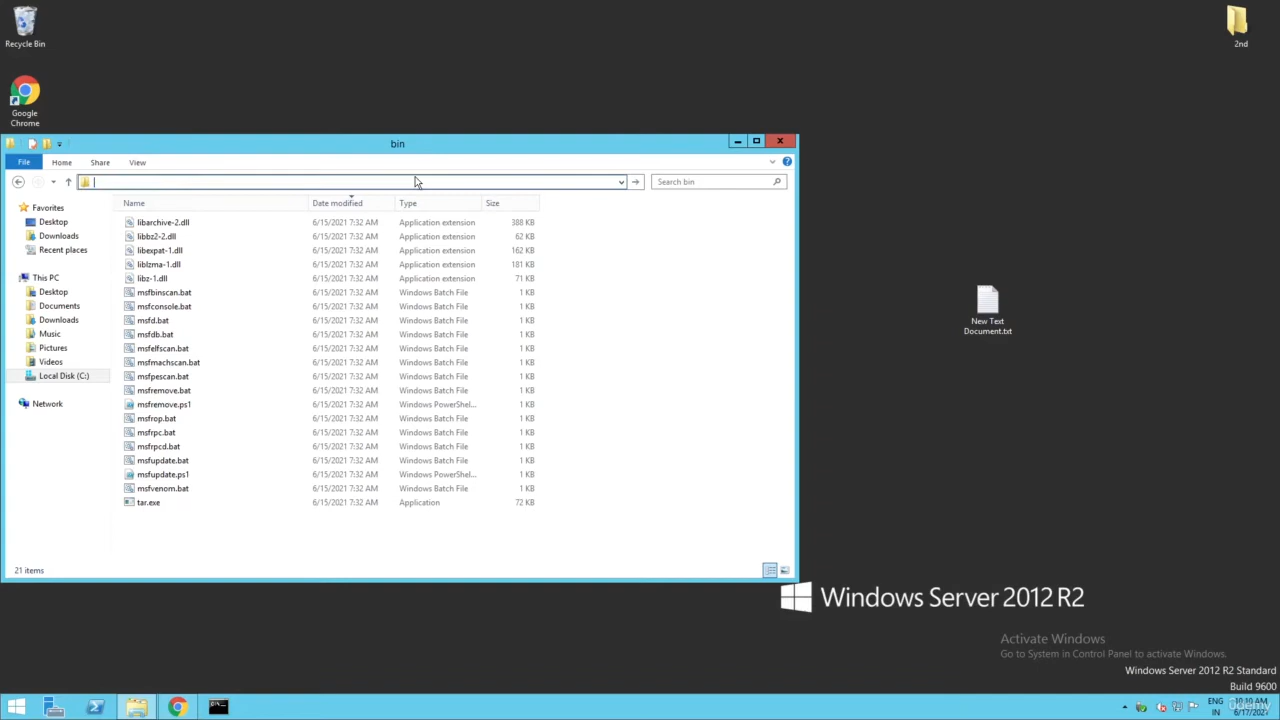 Recycle Bin
2nd
Google
Chrome
bin
File Home Share View
Search bin
Name Date modified Type Size
Favorites
Desktop
Downloads
Recent places
This PC
Desktop
Documents
Downloads
Music
Pictures
Videos
Local Disk (C:)
Network
libarchive-2.dll 6/15/2021 7:32 AM Application extension 388 KB
libbz2-2.dll 6/15/2021 7:32 AM Application extension 62 KB
libexpat-1.dll 6/15/2021 7:32 AM Application extension 162 KB
liblzma-1.dll 6/15/2021 7:32 AM Application extension 181 KB
libz-1.dll 6/15/2021 7:32 AM Application extension 71 KB
msfbinscan.bat 6/15/2021 7:32 AM Windows Batch File 1 KB
msfconsole.bat 6/15/2021 7:32 AM Windows Batch File 1 KB
msfd.bat 6/15/2021 7:32 AM Windows Batch File 1 KB
msfdb.bat 6/15/2021 7:32 AM Windows Batch File 1 KB
msfelfscan.bat 6/15/2021 7:32 AM Windows Batch File 1 KB
msfmachscan.bat 6/15/2021 7:32 AM Windows Batch File 1 KB
msfpescan.bat 6/15/2021 7:32 AM Windows Batch File 1 KB
msfremove.bat 6/15/2021 7:32 AM Windows Batch File 1 KB
msfremove.ps1 6/15/2021 7:32 AM Windows PowerShel... 1 KB
msfrop.bat 6/15/2021 7:32 AM Windows Batch File 1 KB
msfrpc.bat 6/15/2021 7:32 AM Windows Batch File 1 KB
msfrpcd.bat 6/15/2021 7:32 AM Windows Batch File 1 KB
msfupdate.bat 6/15/2021 7:32 AM Windows Batch File 1 KB
msfupdate.ps1 6/15/2021 7:32 AM Windows PowerShel... 1 KB
msfvenom.bat 6/15/2021 7:32 AM Windows Batch File 1 KB
tar.exe 6/15/2021 7:32 AM Application 72 KB
21 items
New Text
Document.txt
Windows Server 2012 R2
Activate Windows
Go to System in Control Panel to activate Windows.
Windows Server 2012 R2 Standard
Build 9600
ENG 10:10 AM
IN 6/17/2021
Udemy